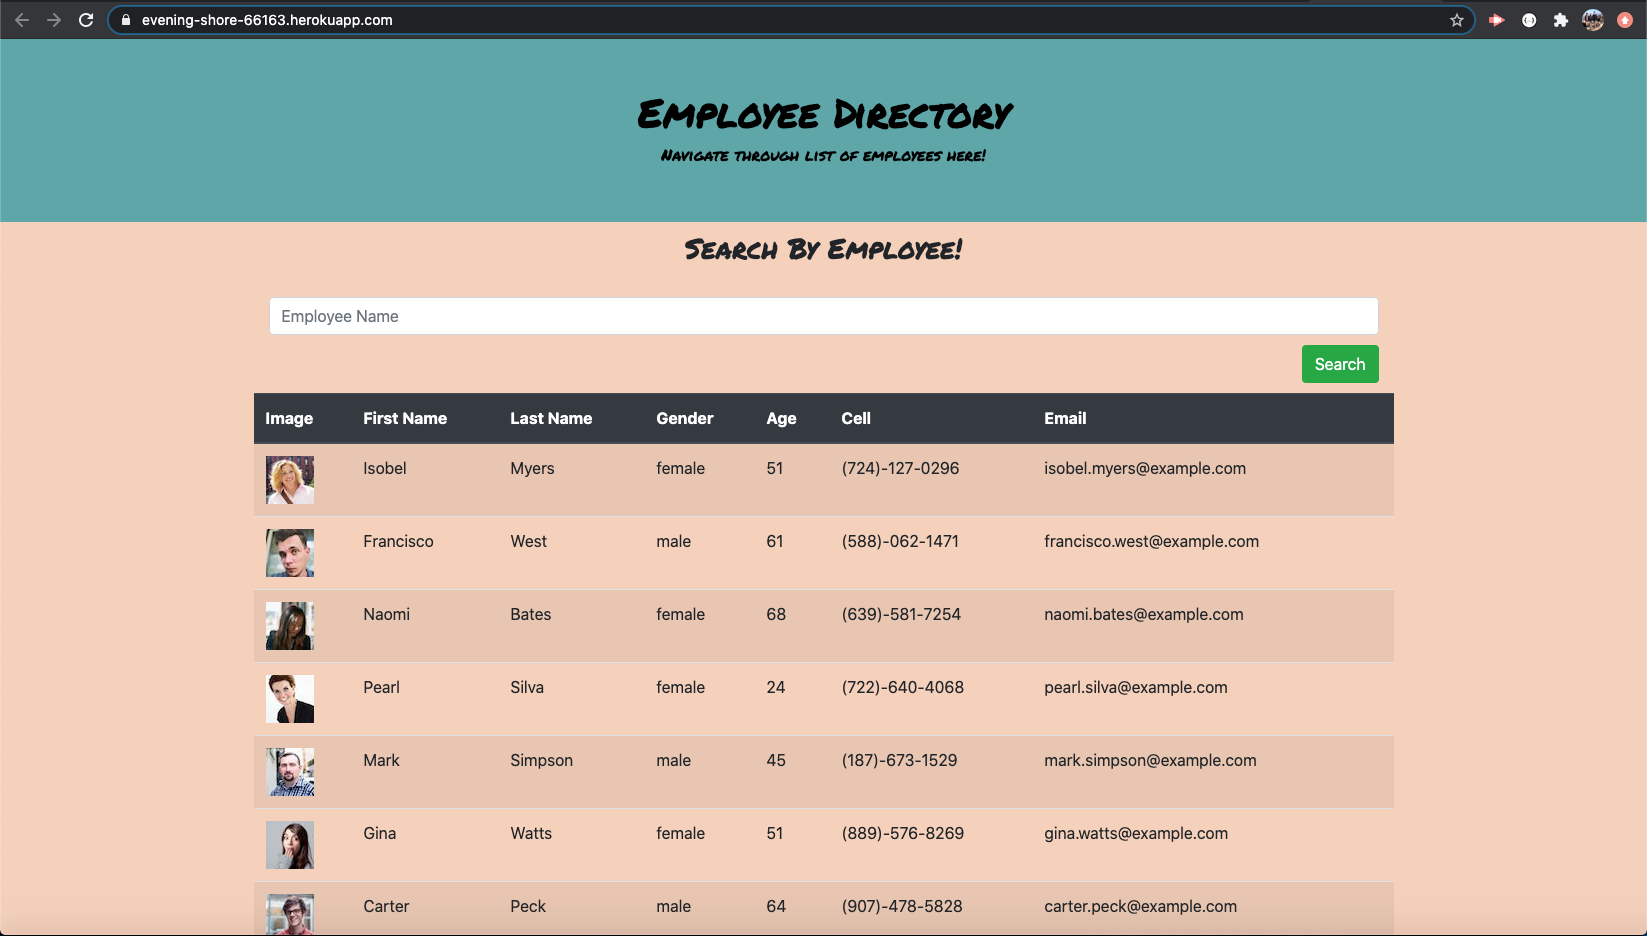 evening-shore-66163.herokuapp.com
Employee Directory
Navigate through list of employees here!
Search By Employee!
Employee Name
Search
Image First Name Last Name Gender Age Cell Email
Isobel Myers female 51 (724)-127-0296 isobel.myers@example.com
Francisco West male 61 (588)-062-1471 francisco.west@example.com
Naomi Bates female 68 (639)-581-7254 naomi.bates@example.com
Pearl Silva female 24 (722)-640-4068 pearl.silva@example.com
Mark Simpson male 45 (187)-673-1529 mark.simpson@example.com
Gina Watts female 51 (889)-576-8269 gina.watts@example.com
Carter Peck male 64 (907)-478-5828 carter.peck@example.com